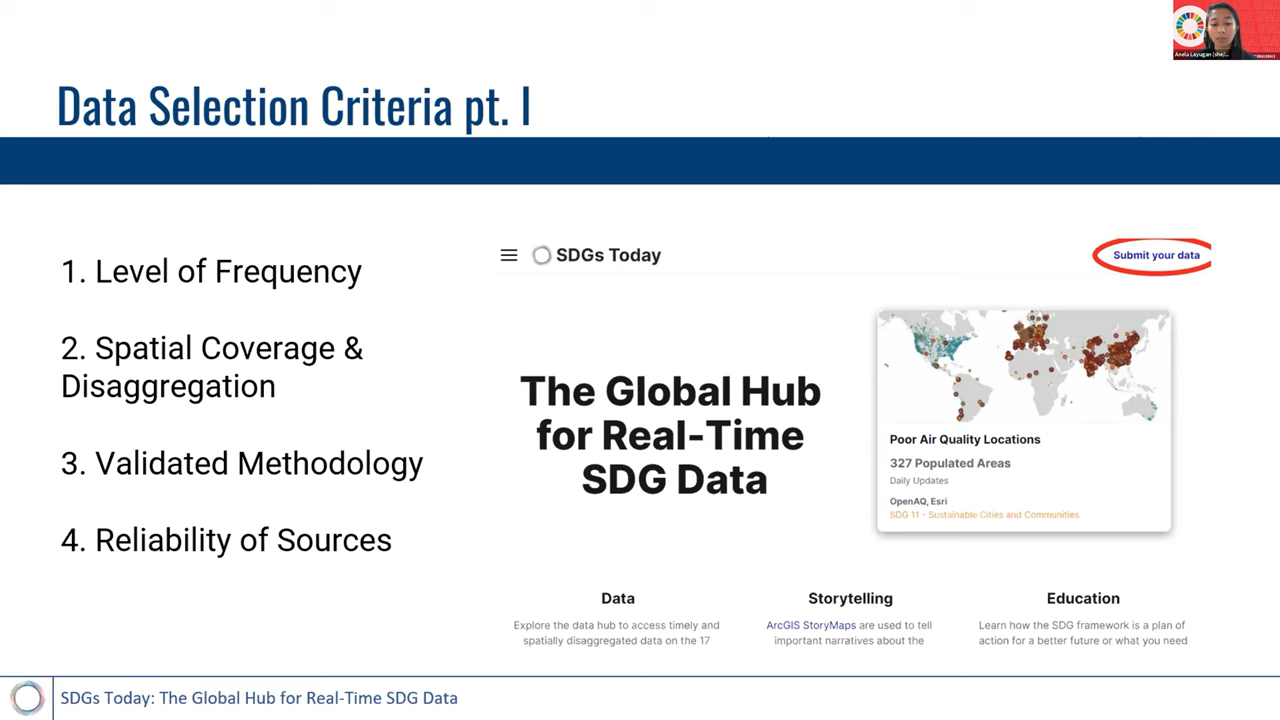 Anela Layugan (she/...
Data Selection Criteria pt. I
1. Level of Frequency
2. Spatial Coverage &
Disaggregation
3. Validated Methodology
4. Reliability of Sources
SDGs Today
Submit your data
The Global Hub
for Real-Time
SDG Data
Poor Air Quality Locations
327 Populated Areas
Daily Updates
OpenAQ, Esri
SDG 11 - Sustainable Cities and Communities
Data
Explore the data hub to access timely and
spatially disaggregated data on the 17
Storytelling
ArcGIS StoryMaps are used to tell
important narratives about the
Education
Learn how the SDG framework is a plan of
action for a better future or what you need
SDGs Today: The Global Hub for Real-Time SDG Data